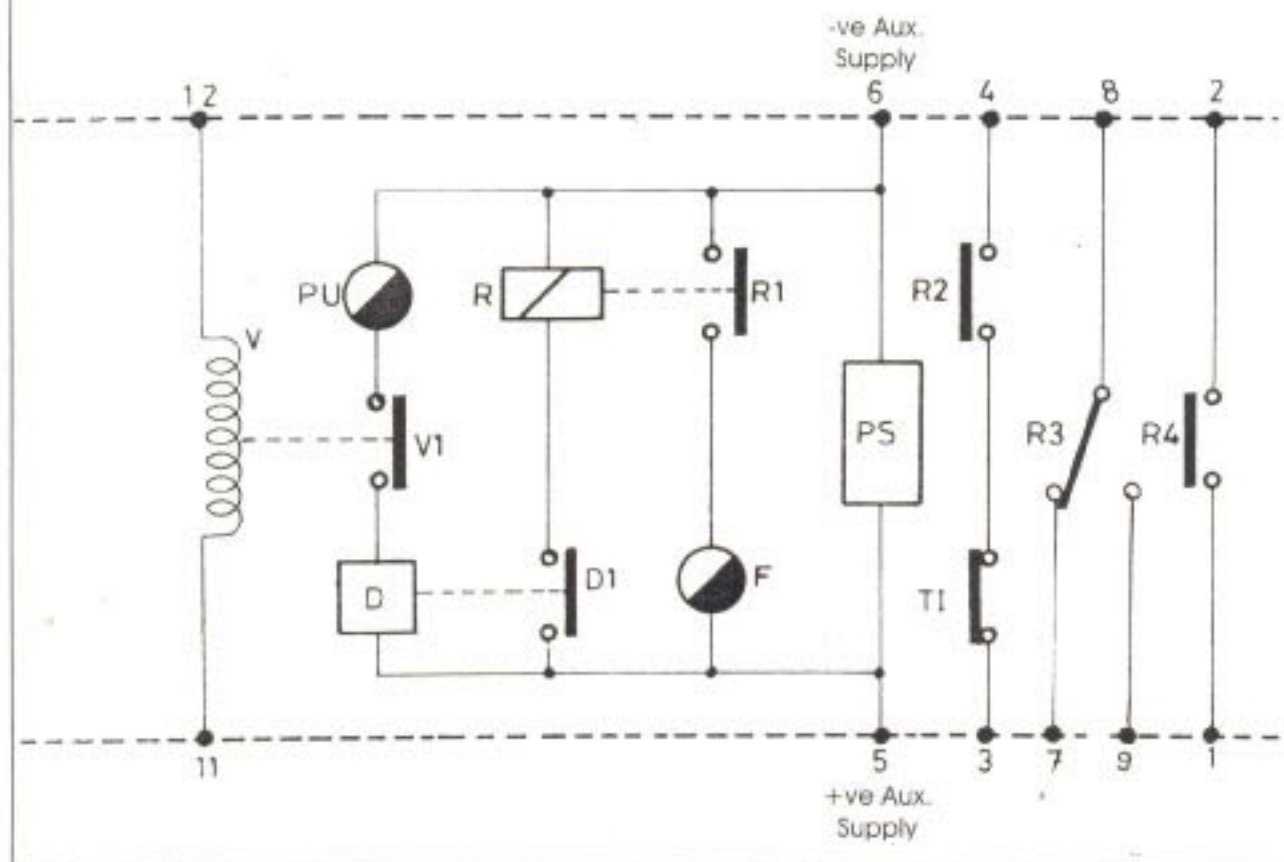 -ve Aux.
Supply
12
6
4
8
2
V
PU
R
R1
R2
V1
PS
R3
R4
D
D1
F
TI
11
5
3
7
9
1
+ve Aux.
Supply